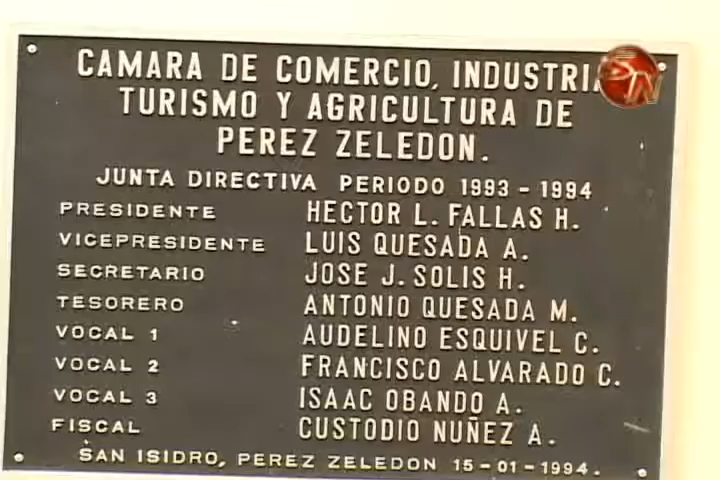 CAMARA DE COMERCIO, INDUSTRIA
TURISMO Y AGRICULTURA DE
PEREZ ZELEDON.
JUNTA DIRECTIVA PERIODO 1993 - 1994
PRESIDENTE HECTOR L. FALLAS H.
VICEPRESIDENTE LUIS QUESADA A.
SECRETARIO JOSE J. SOLIS H.
TESORERO ANTONIO QUESADA M.
VOCAL 1 AUDELINO ESQUIVEL C.
VOCAL 2 FRANCISCO ALVARADO C.
VOCAL 3 ISAAC OBANDO A.
FISCAL CUSTODIO NUÑEZ A.
SAN ISIDRO, PEREZ ZELEDON 15-01-1994.